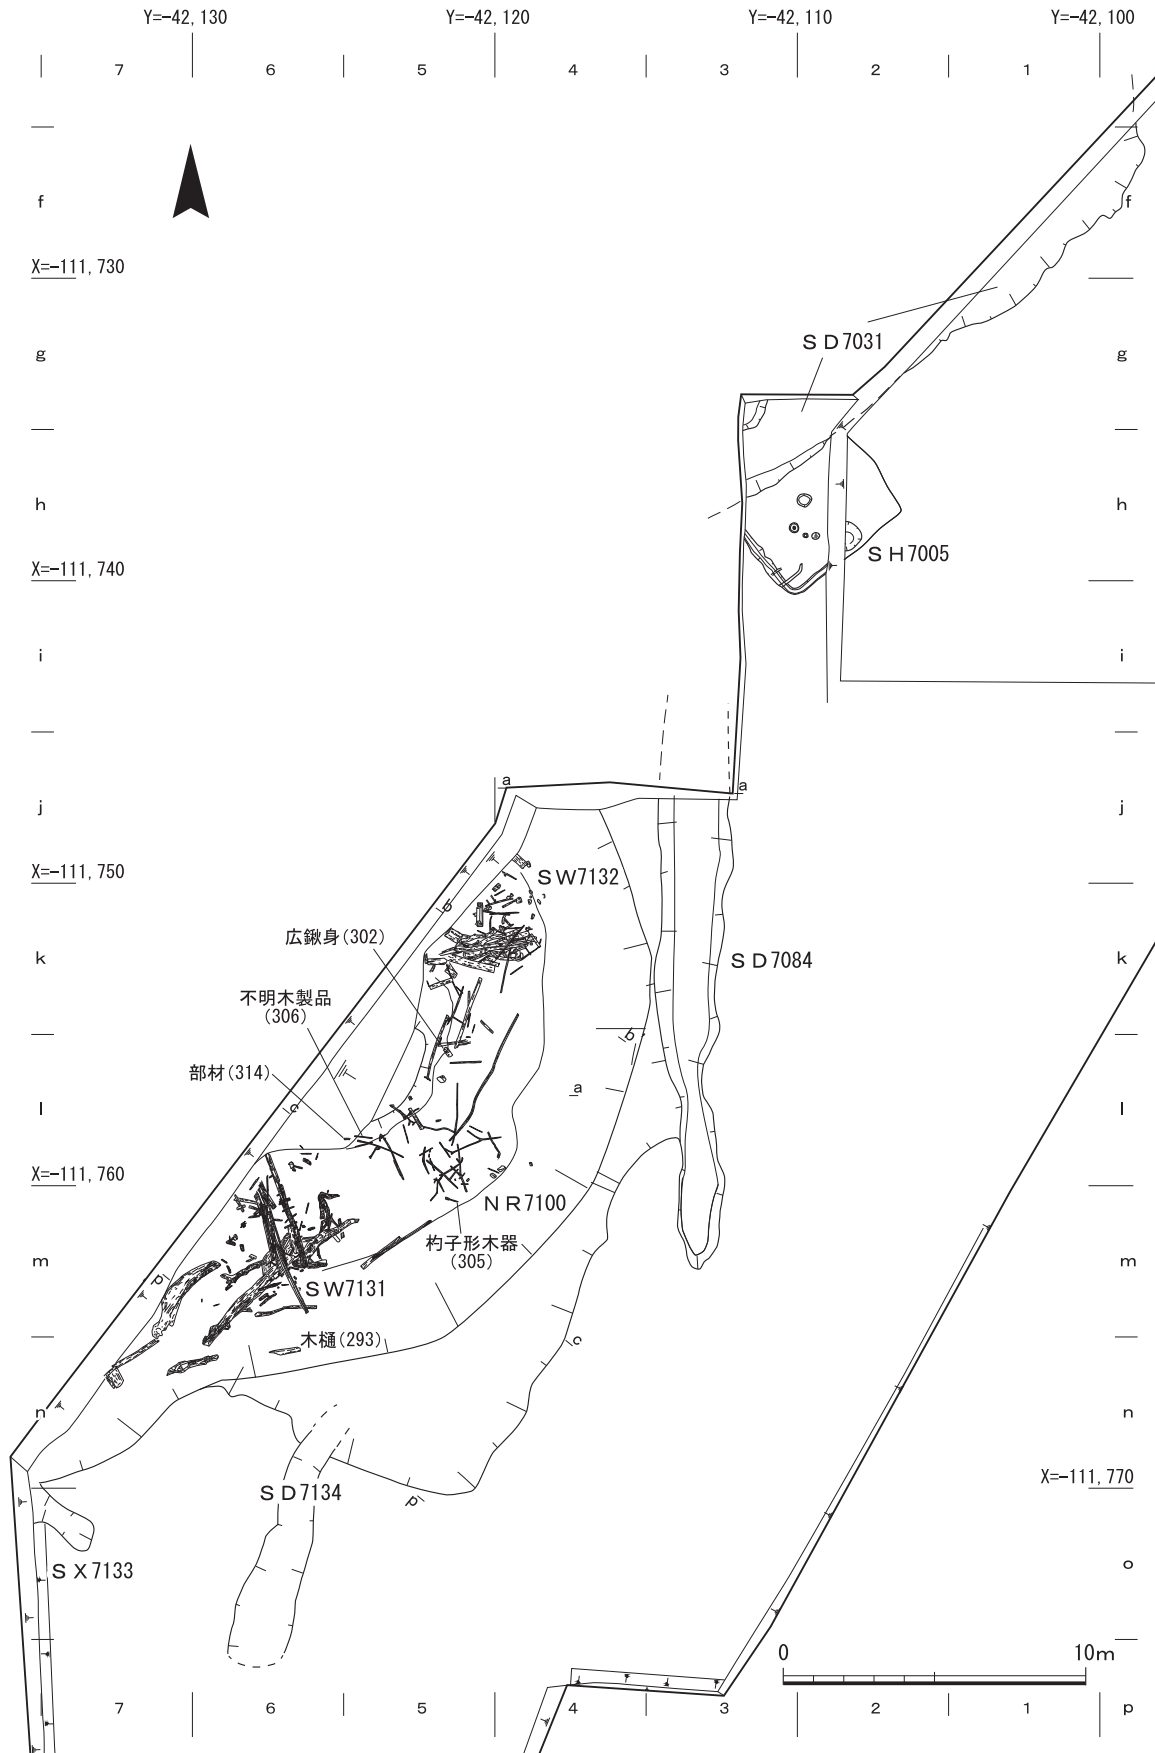 Y=-42,130 Y=-42,120 Y=-42,110 Y=-42,100
7 6 5 4 3 2 1
f f
X=-111,730
SD7031
g g
h h
SH7005
X=-111,740
i i
a a
j j
X=-111,750
SW7132
b
広鍬身(302)
k SD7084 k
不明木製品
(306)
b'
部材(314)
a
c
l l
X=-111,760
NR7100
杓子形木器
(305)
m m
SW7131
木樋(293)
c
n n
X=-111,770
SD7134
SX7133
o o
0 10m
7 6 5 4 3 2 1 p